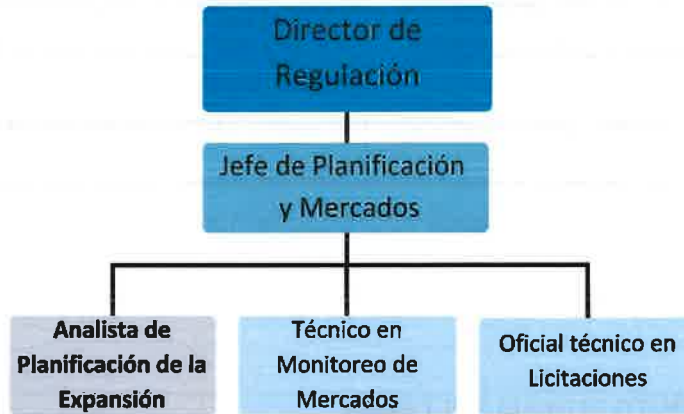 Director de
Regulación
Jefe de Planificación
y Mercados
Analista de
Planificación de la
Expansión
Técnico en
Monitoreo de
Mercados
Oficial técnico en
Licitaciones